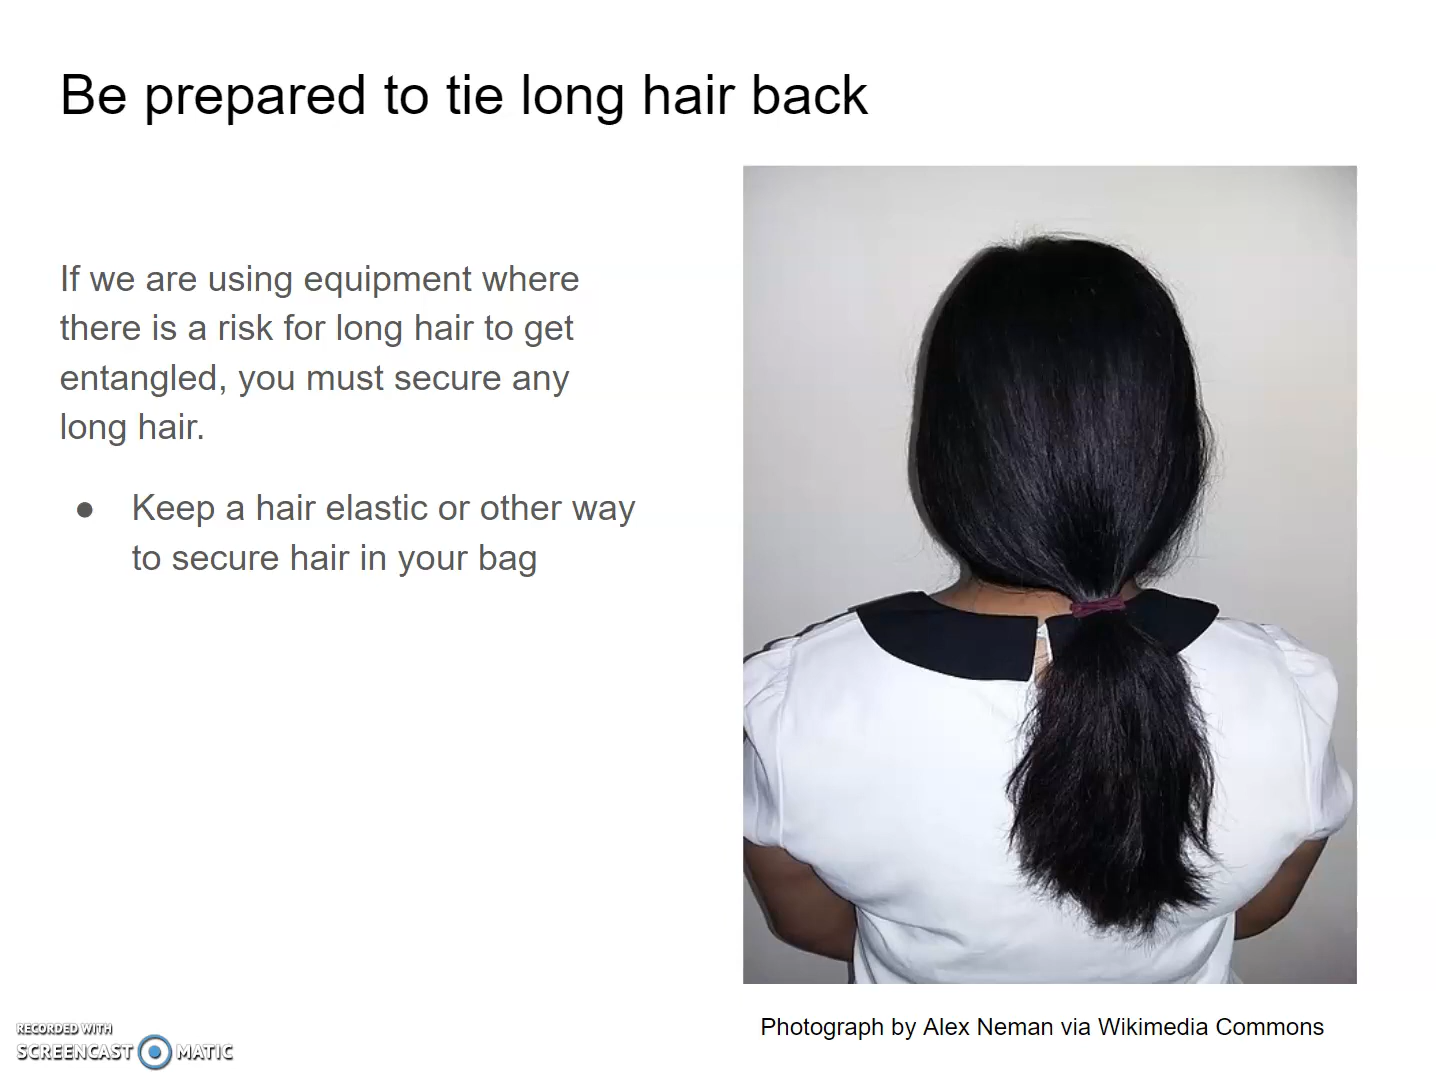 Be prepared to tie long hair back
If we are using equipment where
there is a risk for long hair to get
entangled, you must secure any
long hair.
● Keep a hair elastic or other way
to secure hair in your bag
Photograph by Alex Neman via Wikimedia Commons
RECORDED WITH
SCREENCAST MATIC